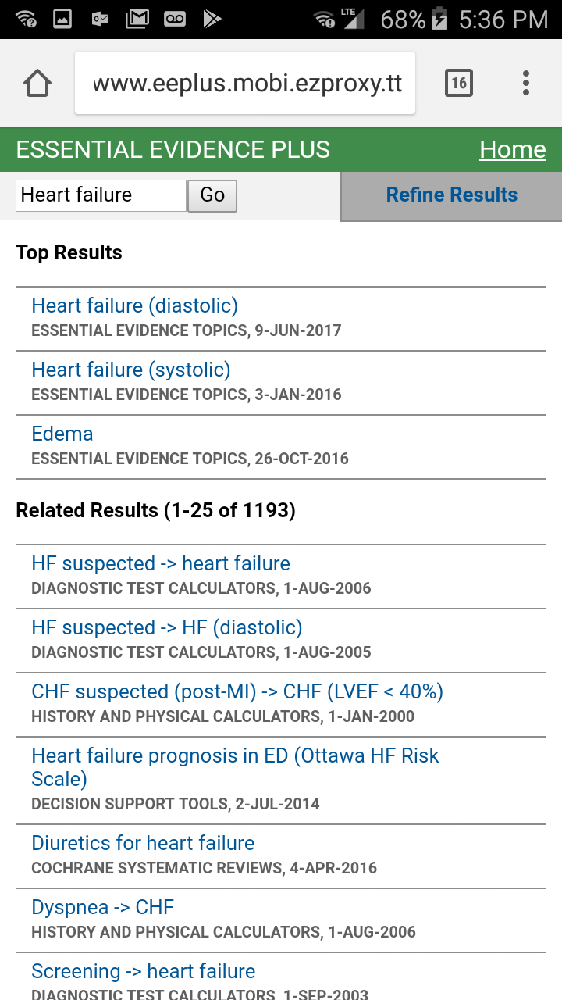 LTE 68% 5:36 PM
www.eeplus.mobi.ezproxy.tt
16
ESSENTIAL EVIDENCE PLUS Home
Heart failure Go Refine Results
Top Results
Heart failure (diastolic)
ESSENTIAL EVIDENCE TOPICS, 9-JUN-2017
Heart failure (systolic)
ESSENTIAL EVIDENCE TOPICS, 3-JAN-2016
Edema
ESSENTIAL EVIDENCE TOPICS, 26-OCT-2016
Related Results (1-25 of 1193)
HF suspected -> heart failure
DIAGNOSTIC TEST CALCULATORS, 1-AUG-2006
HF suspected -> HF (diastolic)
DIAGNOSTIC TEST CALCULATORS, 1-AUG-2005
CHF suspected (post-MI) -> CHF (LVEF < 40%)
HISTORY AND PHYSICAL CALCULATORS, 1-JAN-2000
Heart failure prognosis in ED (Ottawa HF Risk
Scale)
DECISION SUPPORT TOOLS, 2-JUL-2014
Diuretics for heart failure
COCHRANE SYSTEMATIC REVIEWS, 4-APR-2016
Dyspnea -> CHF
HISTORY AND PHYSICAL CALCULATORS, 1-AUG-2006
Screening -> heart failure
DIAGNOSTIC TEST CALCULATORS, 1-SEP-2003